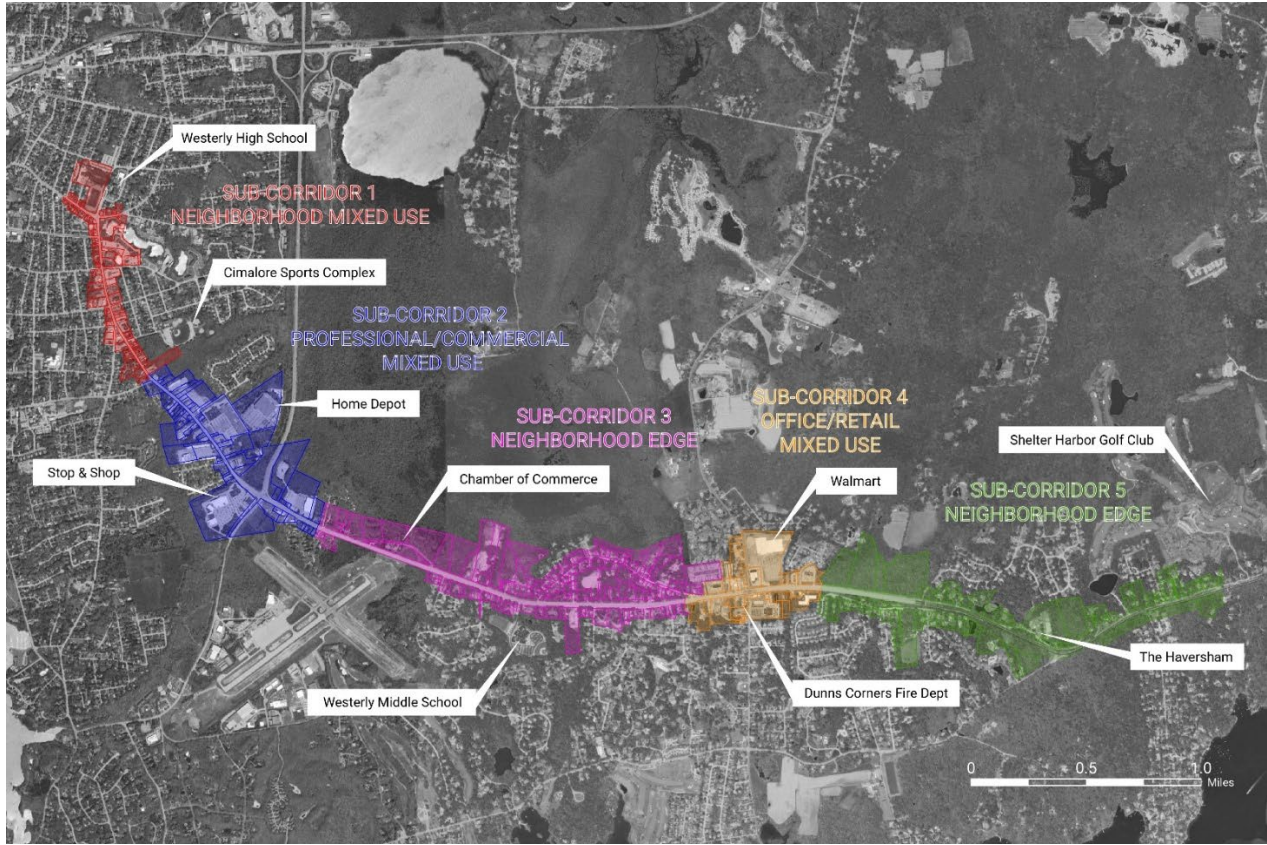 Westerly High School
SUB-CORRIDOR 1
NEIGHBORHOOD MIXED USE
Cimalore Sports Complex
SUB-CORRIDOR 2
PROFESSIONAL/COMMERCIAL
MIXED USE
Home Depot
Stop & Shop
SUB-CORRIDOR 3
NEIGHBORHOOD EDGE
Chamber of Commerce
SUB-CORRIDOR 4
OFFICE/RETAIL
MIXED USE
Walmart
Shelter Harbor Golf Club
SUB-CORRIDOR 5
NEIGHBORHOOD EDGE
The Haversham
Westerly Middle School
Dunns Corners Fire Dept
0 0.5 1.0
Miles